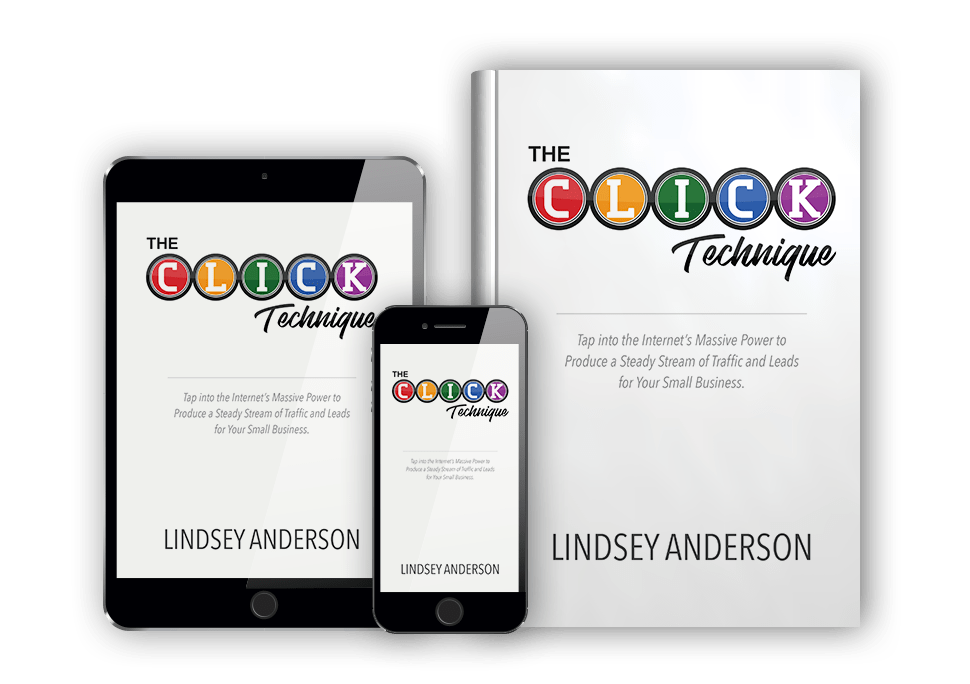 THE
CLICK
Technique
Tap into the Internet's Massive Power to
Produce a Steady Stream of Traffic and Leads
for Your Small Business.
LINDSEY ANDERSON
THE
CLICK
Technique
Tap into the Internet's Massive Power to
Produce a Steady Stream of Traffic and Leads
for Your Small Business.
LINDSEY ANDERSON
THE
CLICK
Technique
Tap into the Internet's Massive Power to
Produce a Steady Stream of Traffic and Leads
for Your Small Business.
LINDSEY ANDERSON